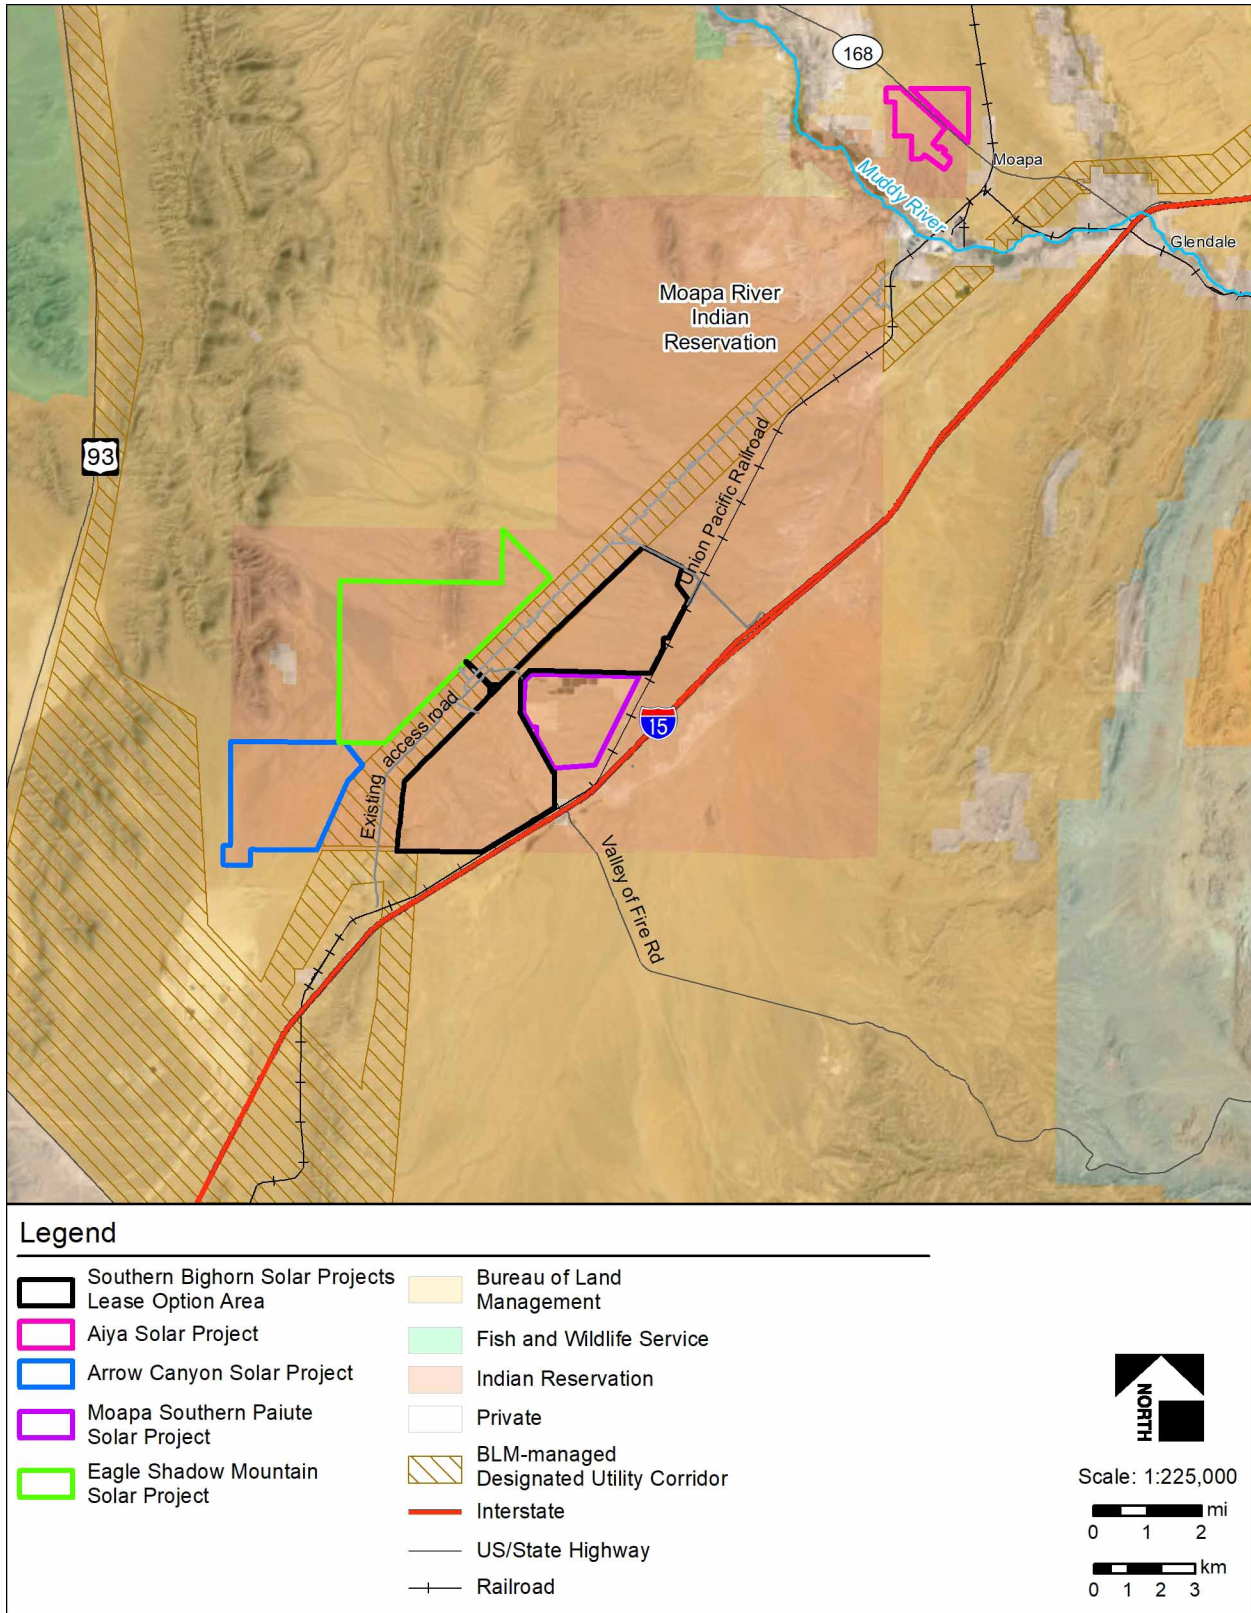 168
Moapa
Muddy River
Glendale
Moapa River
Indian
Reservation
93
Union Pacific Railroad
15
Existing access road
Valley of Fire Rd
Legend
Southern Bighorn Solar Projects
Lease Option Area
Aiya Solar Project
Arrow Canyon Solar Project
Moapa Southern Paiute
Solar Project
Eagle Shadow Mountain
Solar Project
Bureau of Land
Management
Fish and Wildlife Service
Indian Reservation
Private
BLM-managed
Designated Utility Corridor
Interstate
US/State Highway
Railroad
NORTH
Scale: 1:225,000
mi
0 1 2
km
0 1 2 3